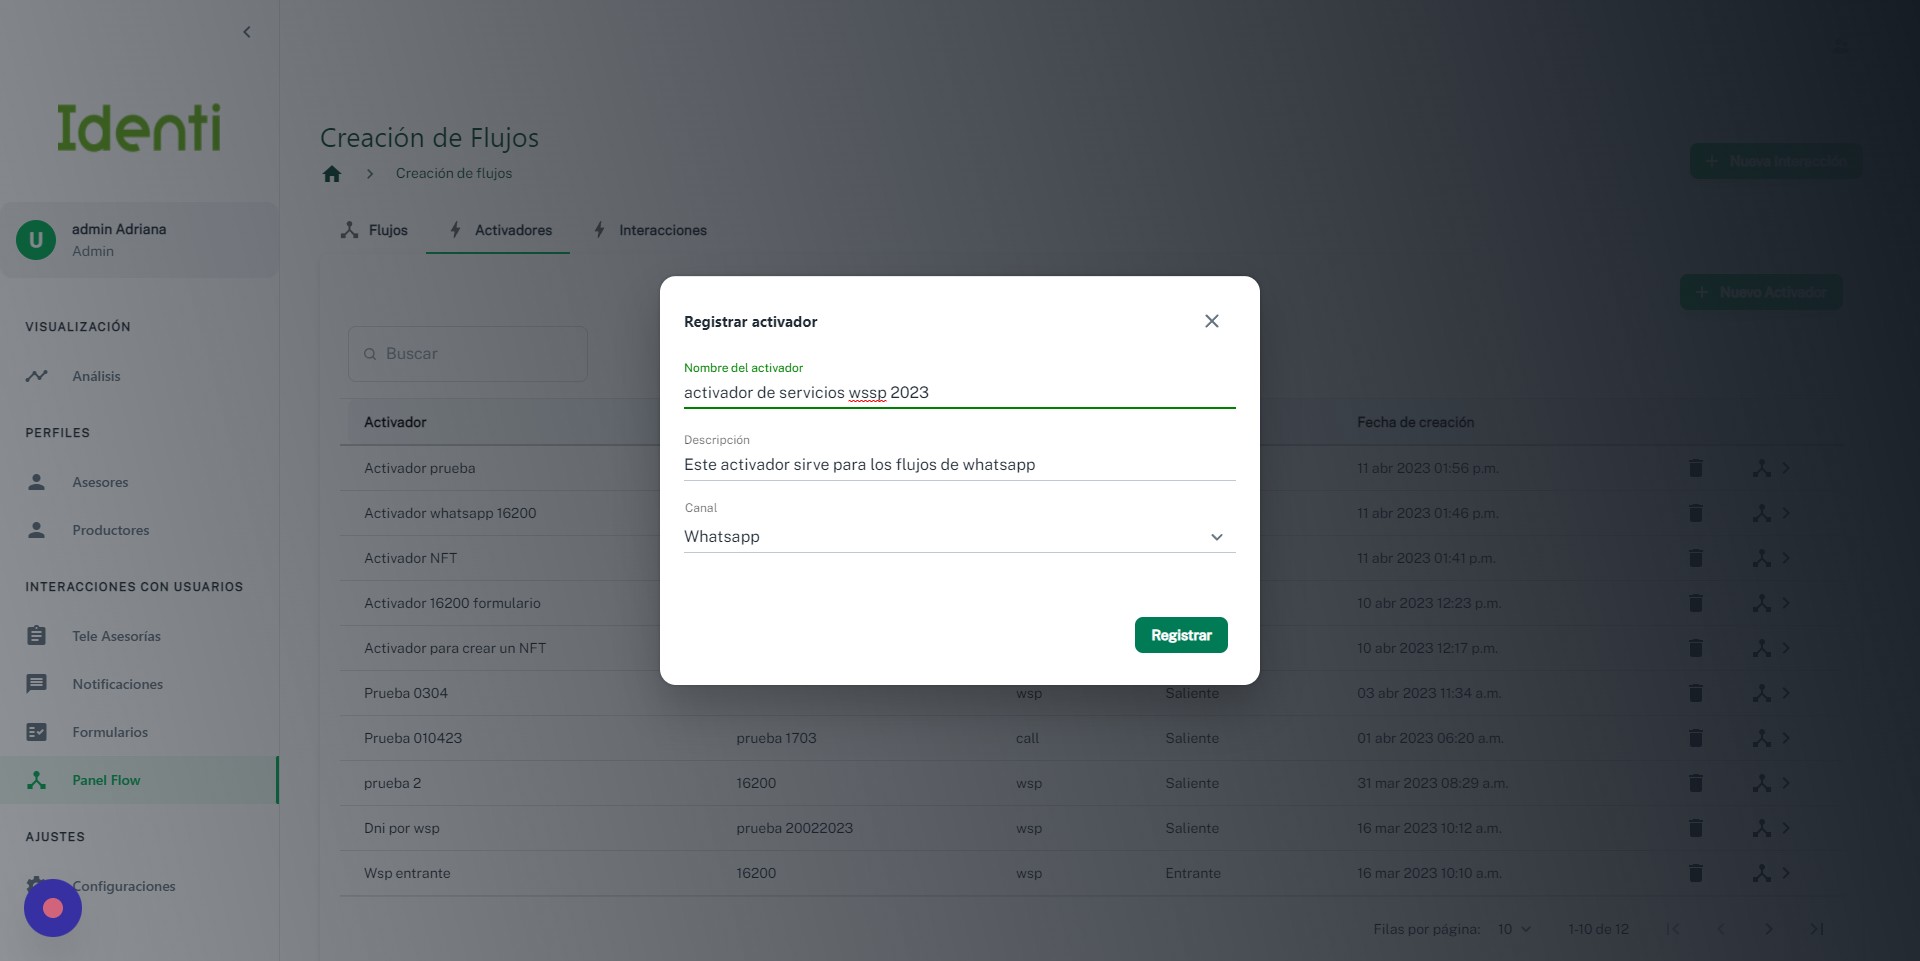 Identi
admin Adriana
Admin
U
VISUALIZACIÓN
Análisis
PERFILES
Asesores
Productores
INTERACCIONES CON USUARIOS
Tele Asesorías
Notificaciones
Formularios
Panel Flow
AJUSTES
Configuraciones
Creación de Flujos
Creación de flujos
+ Nueva Interacción
Flujos Activadores Interacciones
+ Nuevo Activador
Buscar
Activador Fecha de creación
Activador prueba 11 abr 2023 01:56 p.m.
Activador whatsapp 16200 11 abr 2023 01:46 p.m.
Activador NFT 11 abr 2023 01:41 p.m.
Activador 16200 formulario 10 abr 2023 12:23 p.m.
Activador para crear un NFT 10 abr 2023 12:17 p.m.
Prueba 0304 wsp Saliente 03 abr 2023 11:34 a.m.
Prueba 010423 prueba 1703 call Saliente 01 abr 2023 06:20 a.m.
prueba 2 16200 wsp Saliente 31 mar 2023 08:29 a.m.
Dni por wsp prueba 20022023 wsp Saliente 16 mar 2023 10:12 a.m.
Wsp entrante 16200 wsp Entrante 16 mar 2023 10:10 a.m.
Filas por página: 10 1-10 de 12
Registrar activador
Nombre del activador
activador de servicios wssp 2023
Descripción
Este activador sirve para los flujos de whatsapp
Canal
Whatsapp
Registrar